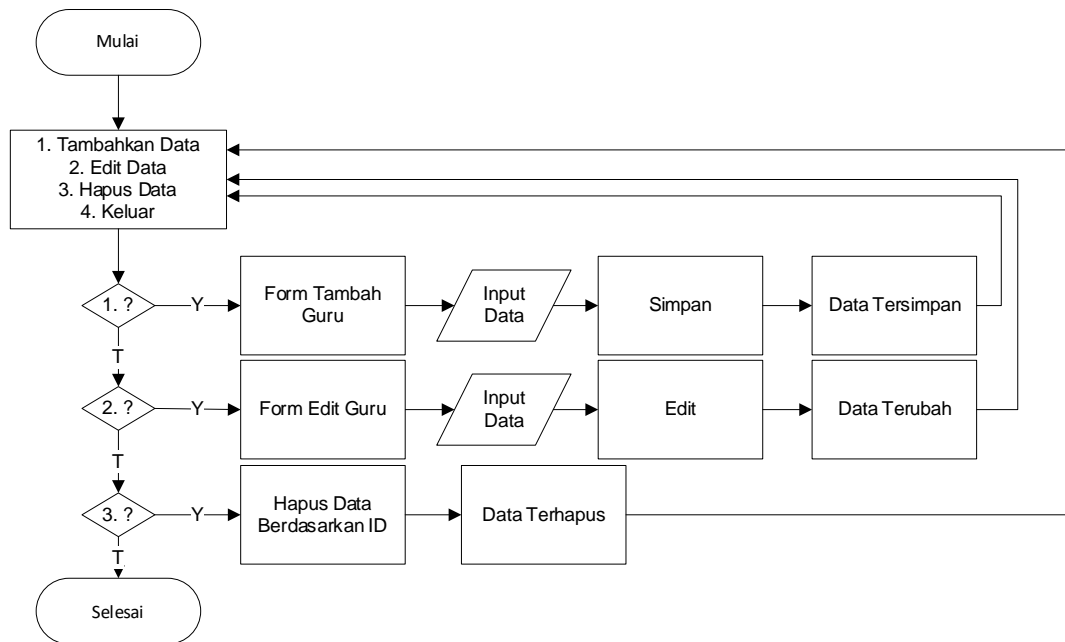 Mulai
1. Tambahkan Data
2. Edit Data
3. Hapus Data
4. Keluar
1. ?
Y
Form Tambah
Guru
Input
Data
Simpan
Data Tersimpan
T
2. ?
Y
Form Edit Guru
Input
Data
Edit
Data Terubah
T
3. ?
Y
Hapus Data
Berdasarkan ID
Data Terhapus
T
Selesai